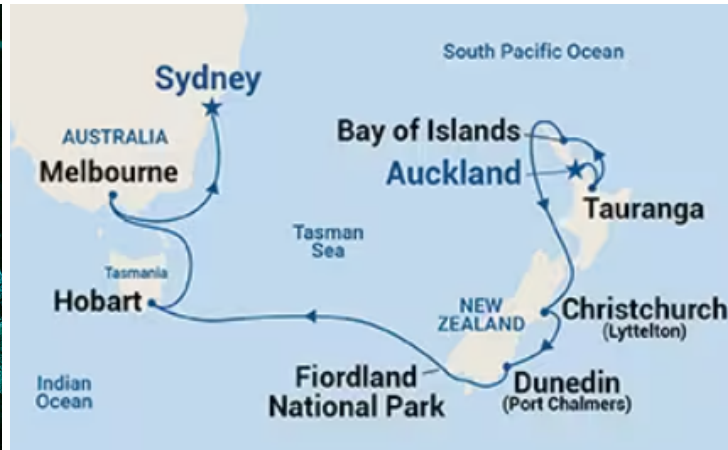 South Pacific Ocean
Sydney
AUSTRALIA
Melbourne
Bay of Islands
Auckland
Tauranga
Tasman
Sea
Tasmania
Hobart
NEW
ZEALAND
Christchurch
(Lyttelton)
Fiordland
National Park
Dunedin
(Port Chalmers)
Indian
Ocean